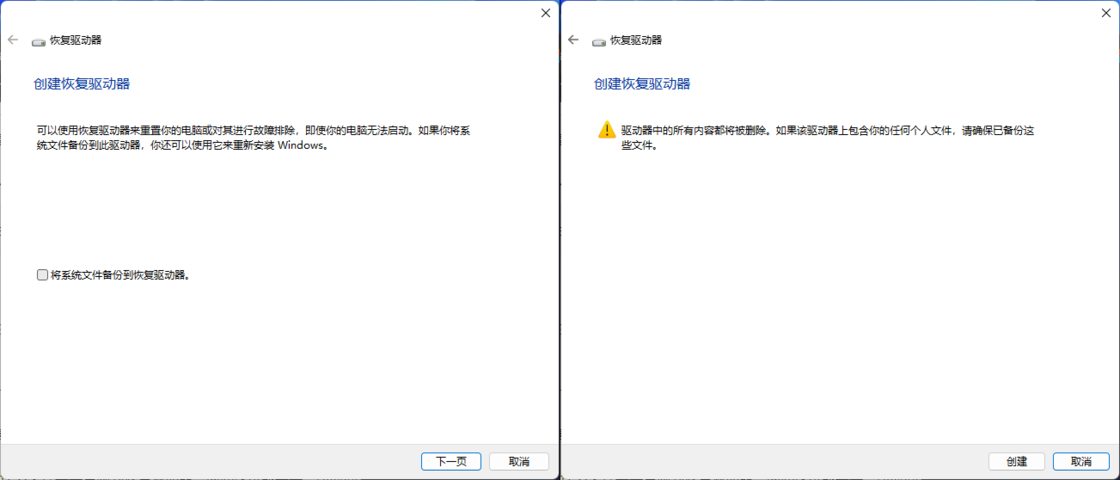 恢复驱动器
创建恢复驱动器
可以使用恢复驱动器来重置你的电脑或对其进行故障排除，即使你的电脑无法启动。如果你将系
统文件备份到此驱动器，你还可以使用它来重新安装 Windows。
将系统文件备份到恢复驱动器。
下一页
取消
恢复驱动器
创建恢复驱动器
驱动器中的所有内容都将被删除。如果该驱动器上包含你的任何个人文件，请确保已备份这
些文件。
创建
取消